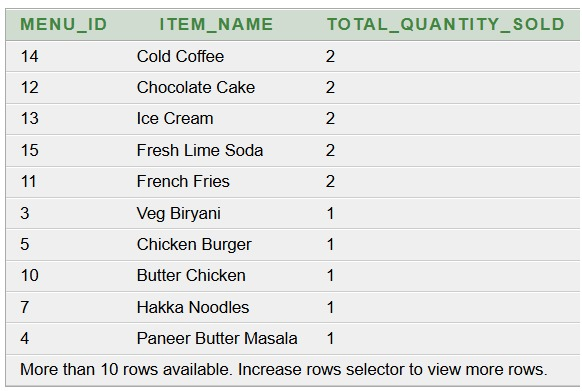 MENU_ID ITEM_NAME TOTAL_QUANTITY_SOLD
14 Cold Coffee 2
12 Chocolate Cake 2
13 Ice Cream 2
15 Fresh Lime Soda 2
11 French Fries 2
3 Veg Biryani 1
5 Chicken Burger 1
10 Butter Chicken 1
7 Hakka Noodles 1
4 Paneer Butter Masala 1
More than 10 rows available. Increase rows selector to view more rows.